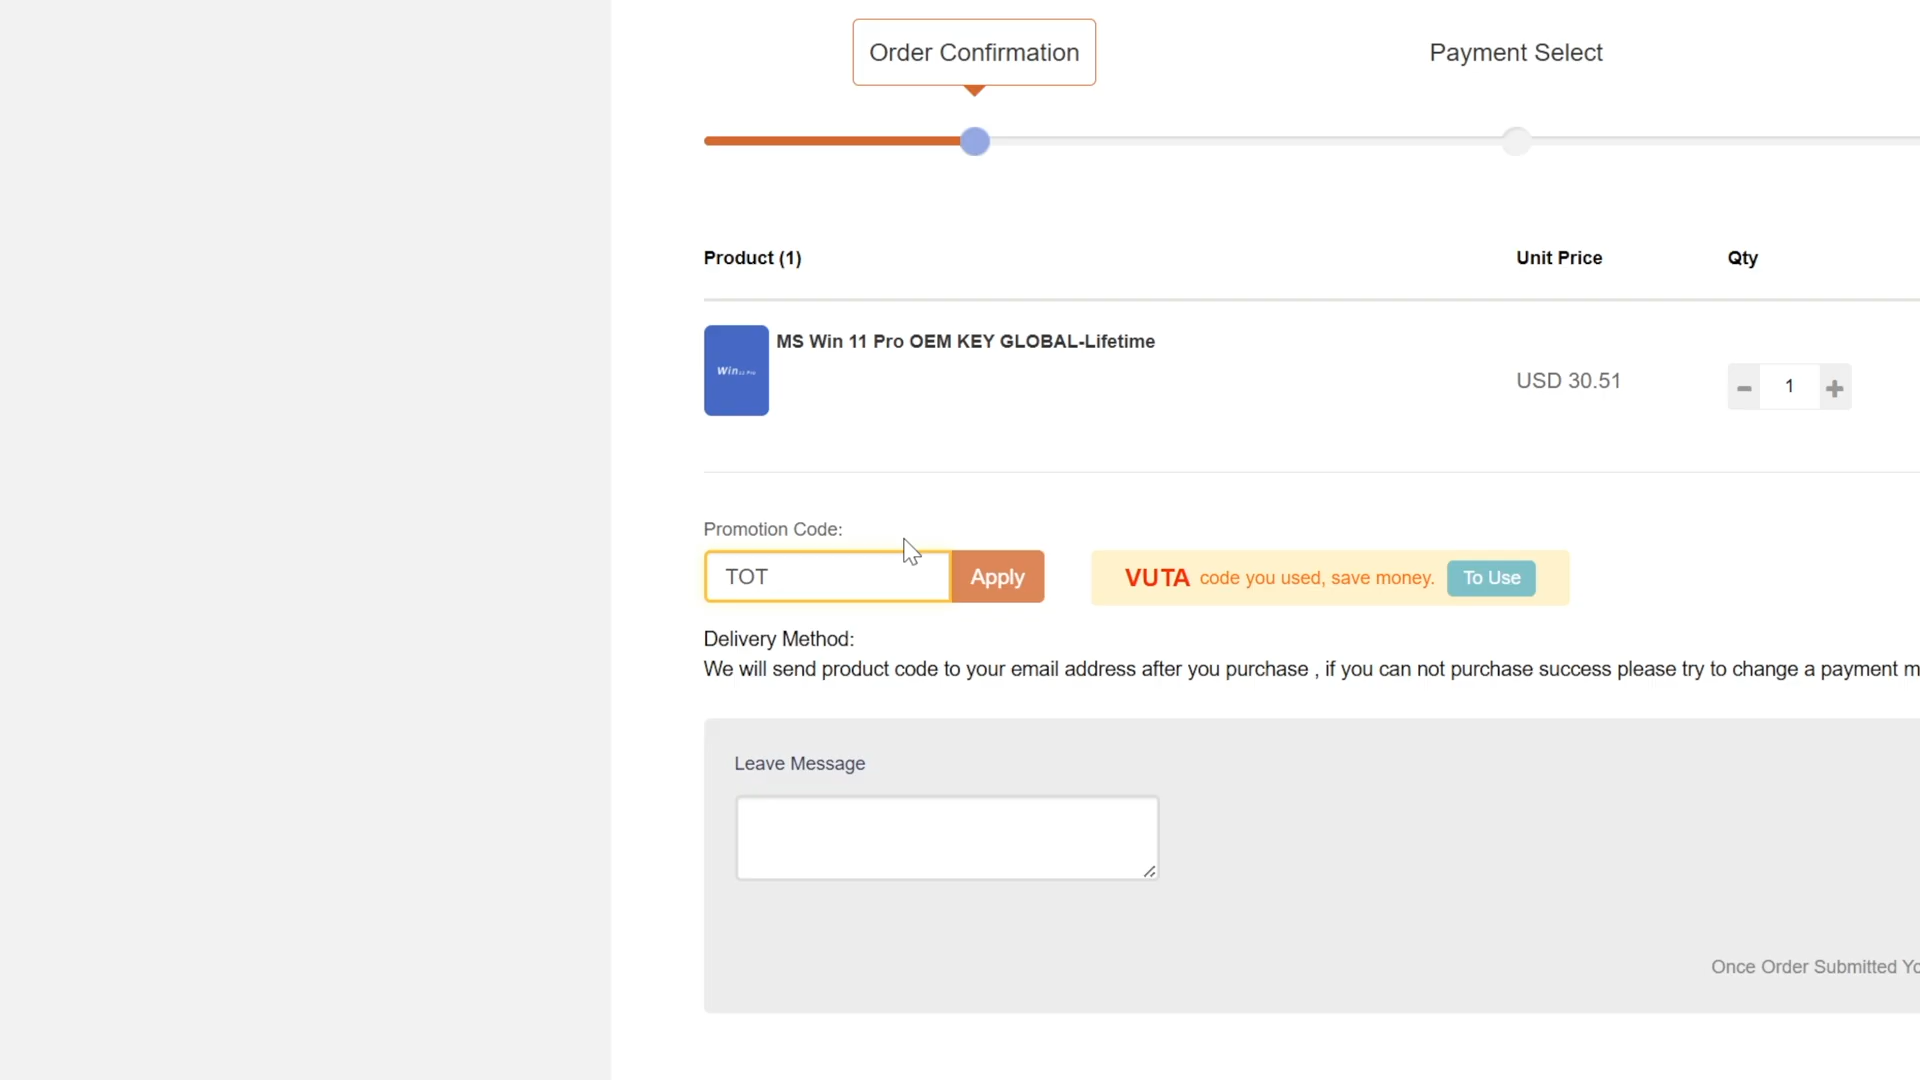 Order Confirmation
Payment Select
Product (1)
Unit Price
Qty
Win 11 Pro
MS Win 11 Pro OEM KEY GLOBAL-Lifetime
USD 30.51
1
Promotion Code:
TOT
Apply
VUTA code you used, save money.
To Use
Delivery Method:
We will send product code to your email address after you purchase , if you can not purchase success please try to change a payment m
Leave Message
Once Order Submitted Yo